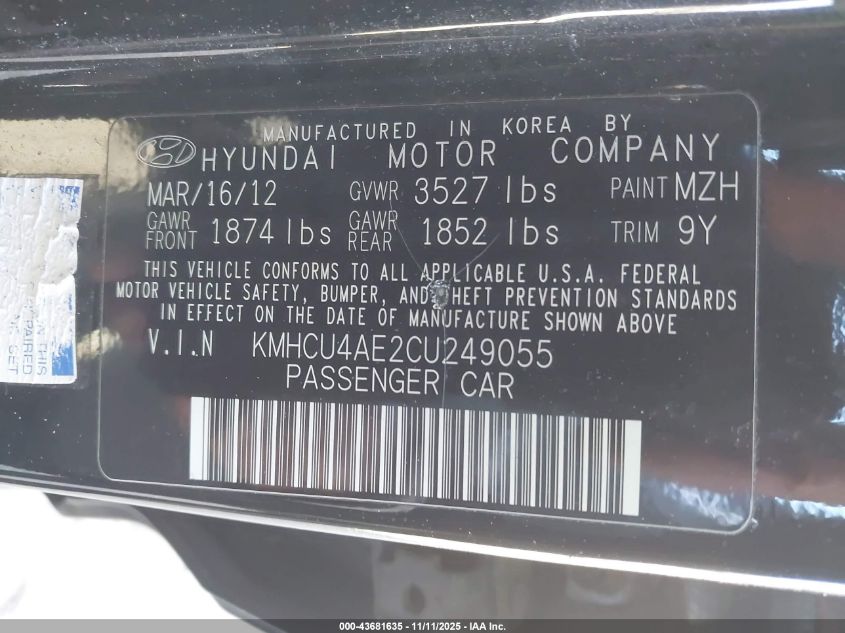 MANUFACTURED IN KOREA BY
HYUNDAI MOTOR COMPANY
MAR/16/12 GVWR 3527 lbs PAINT MZH
GAWR FRONT 1874 lbs GAWR REAR 1852 lbs TRIM 9Y
THIS VEHICLE CONFORMS TO ALL APPLICABLE U.S.A. FEDERAL
MOTOR VEHICLE SAFETY, BUMPER, AND THEFT PREVENTION STANDARDS
IN EFFECT ON THE DATE OF MANUFACTURE SHOWN ABOVE
V.I.N KMHCU4AE2CU249055
PASSENGER CAR
000-43681635 - 11/11/2025 - IAA Inc.